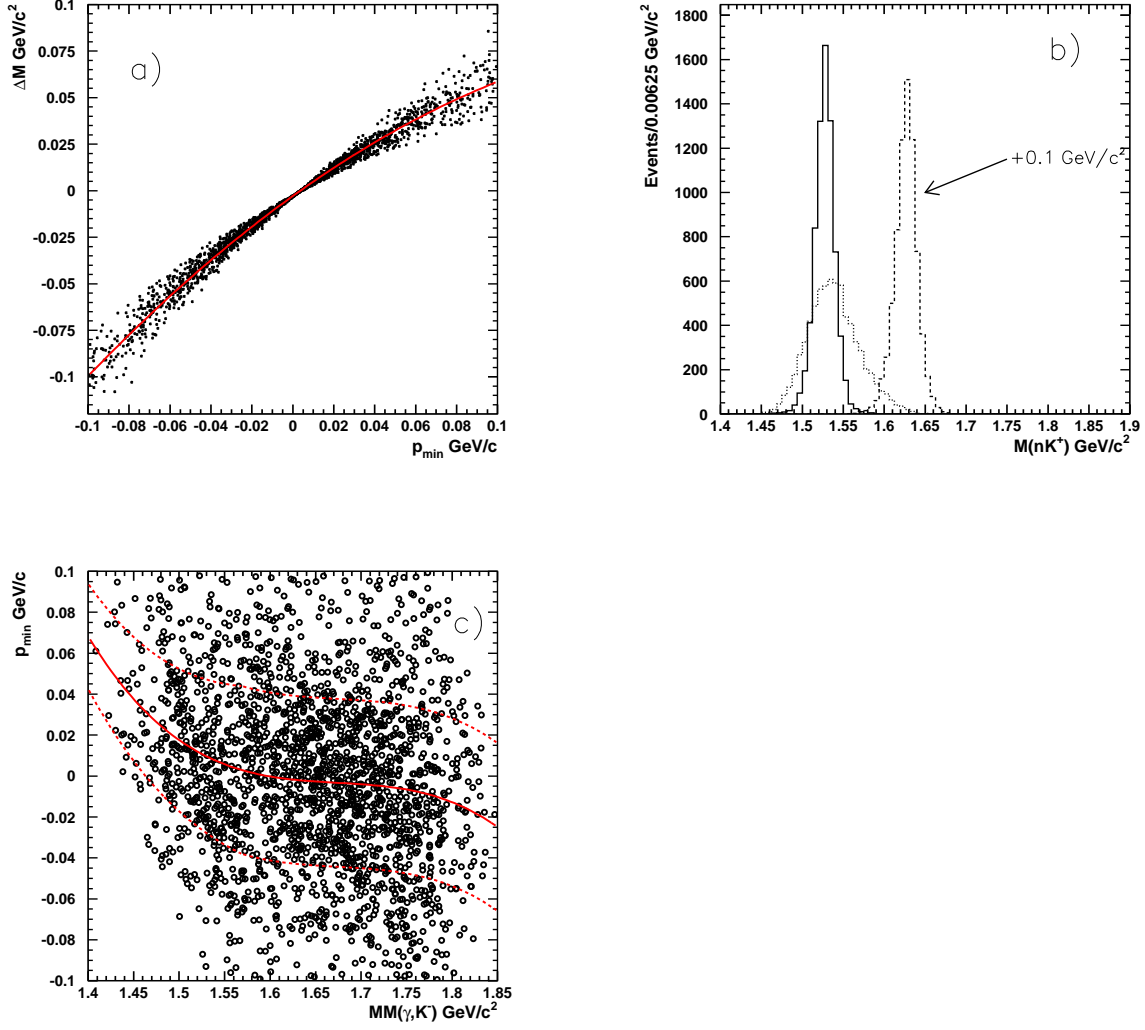 a)
ΔM GeV/c²
0.1
0.075
0.05
0.025
0
-0.025
-0.05
-0.075
-0.1
-0.1 -0.08 -0.06 -0.04 -0.02 0 0.02 0.04 0.06 0.08 0.1
p_min GeV/c
b)
Events/0.00625 GeV/c²
1800
1600
1400
1200
1000
800
600
400
200
0
+0.1 GeV/c²
1.4 1.45 1.5 1.55 1.6 1.65 1.7 1.75 1.8 1.85 1.9
M(nK⁺) GeV/c²
c)
p_min GeV/c
0.1
0.08
0.06
0.04
0.02
0
-0.02
-0.04
-0.06
-0.08
-0.1
1.4 1.45 1.5 1.55 1.6 1.65 1.7 1.75 1.8 1.85
MM(γ,K⁻) GeV/c²